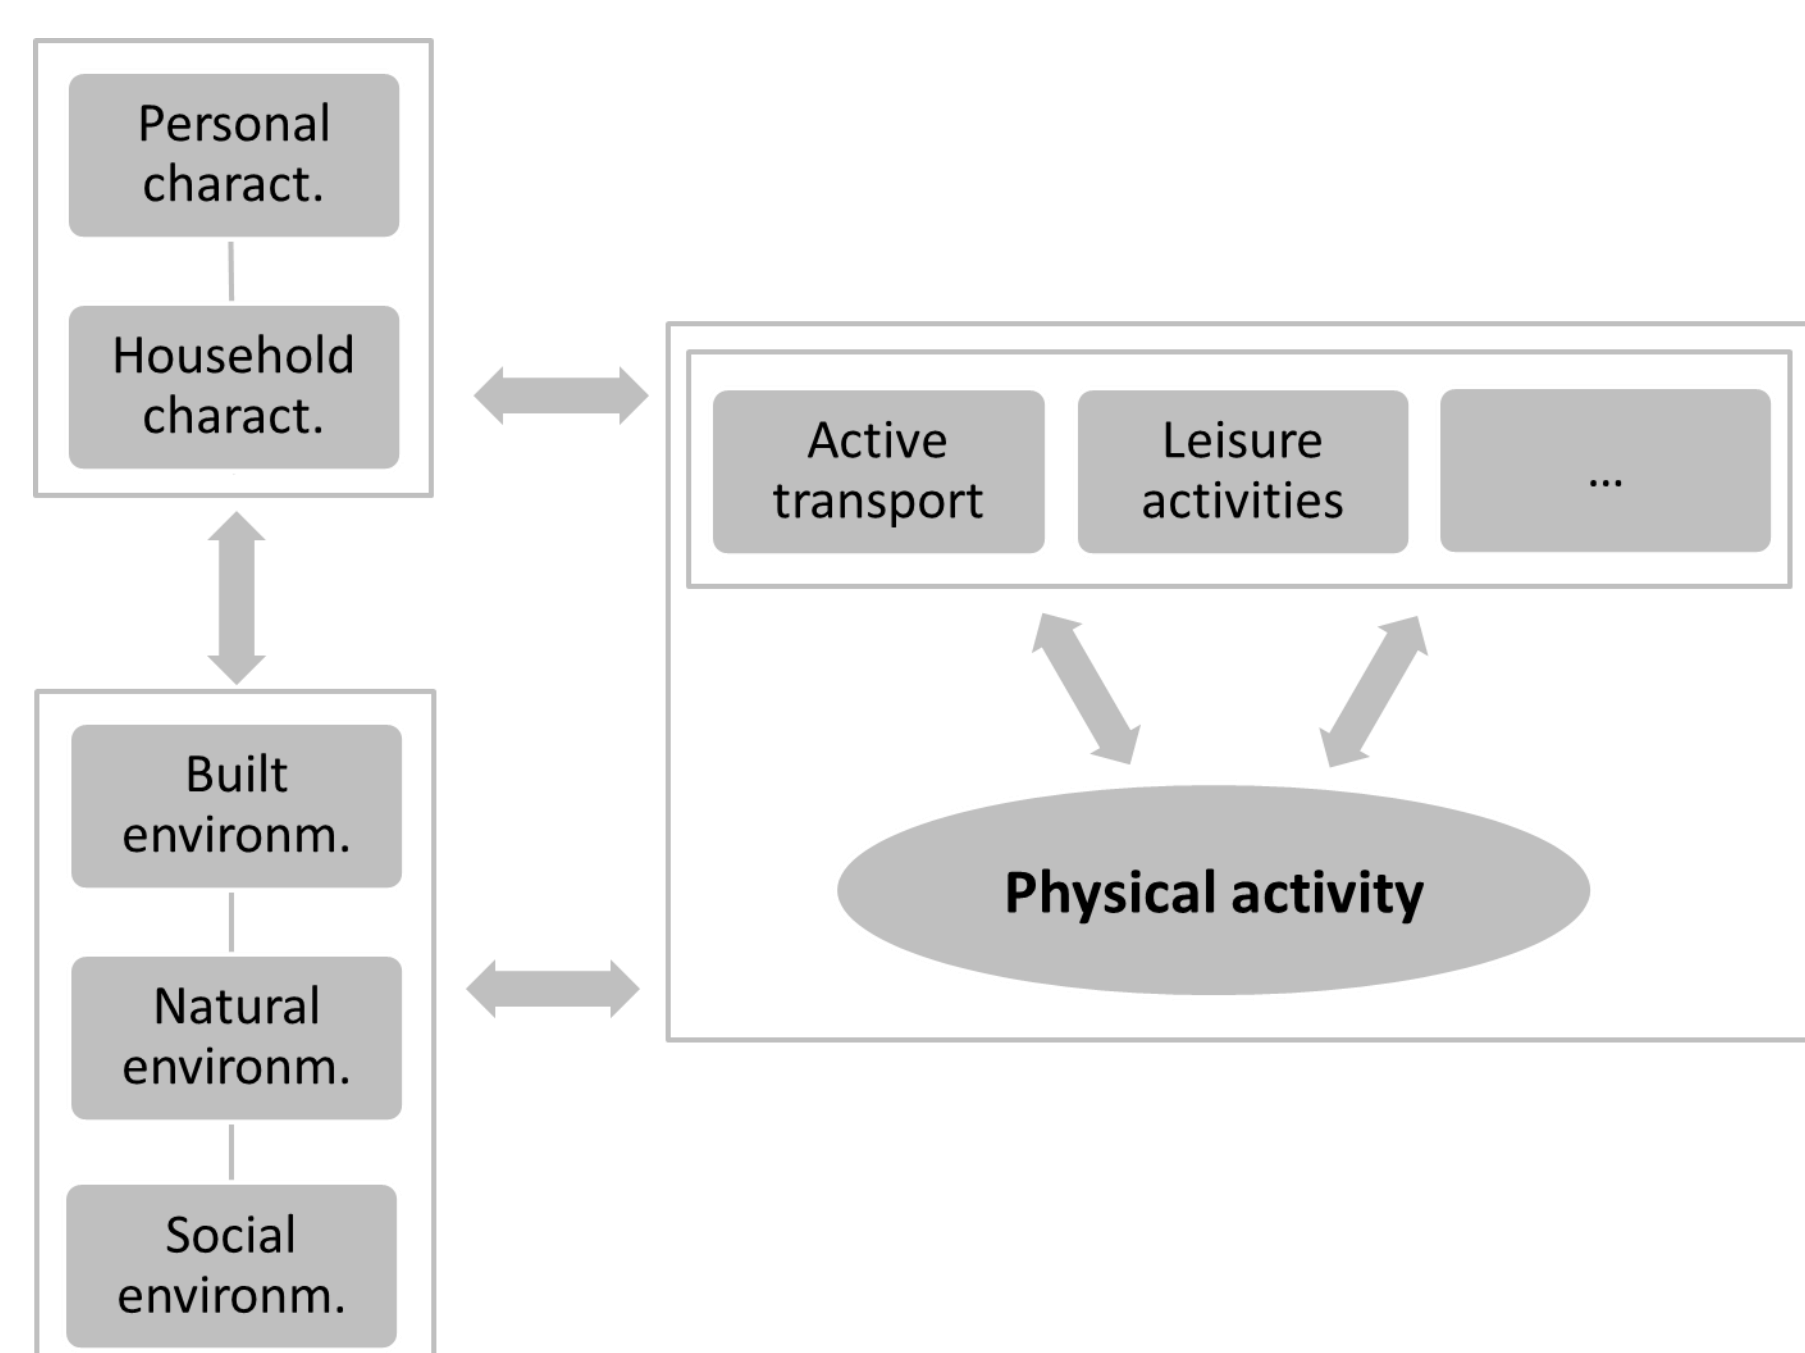 Personal
charact.
Household
charact.
Active
transport
Leisure
activities
...
Built
environm.
Physical activity
Natural
environm.
Social
environm.